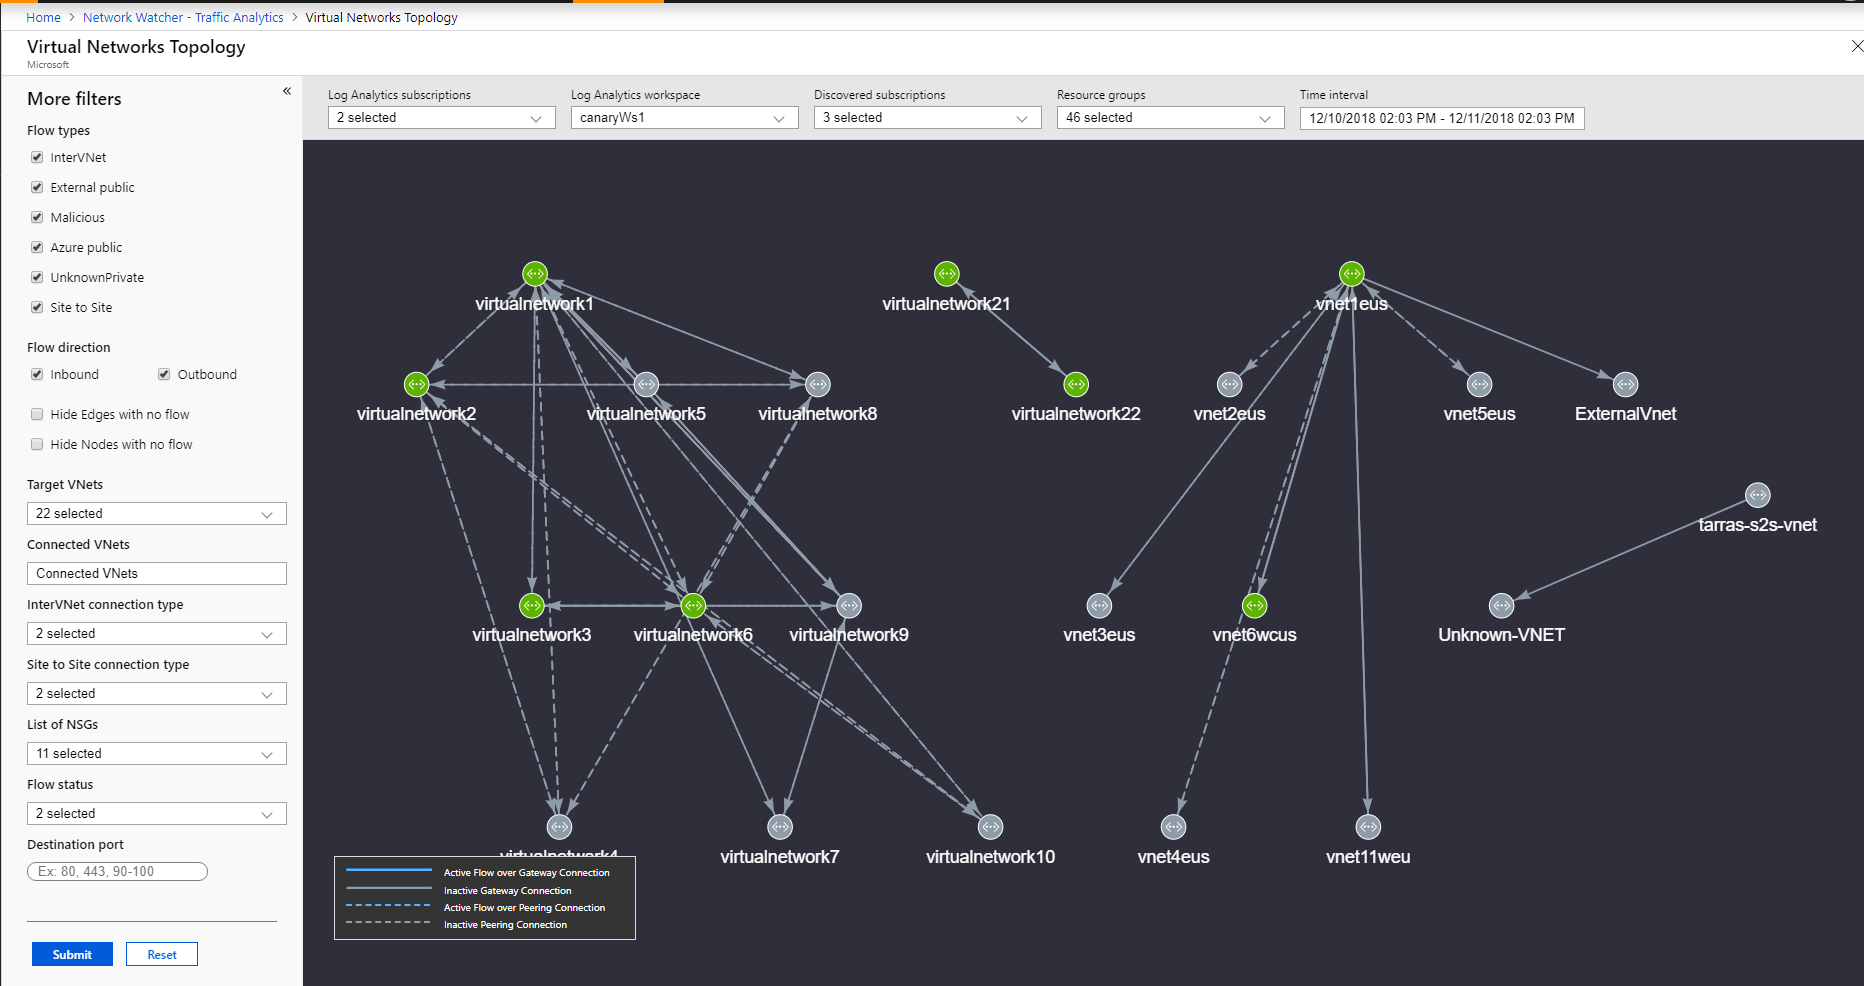 Home > Network Watcher - Traffic Analytics > Virtual Networks Topology
Virtual Networks Topology
Microsoft
More filters
Flow types
InterVNet
External public
Malicious
Azure public
UnknownPrivate
Site to Site
Flow direction
Inbound Outbound
Hide Edges with no flow
Hide Nodes with no flow
Target VNets
22 selected
Connected VNets
Connected VNets
InterVNet connection type
2 selected
Site to Site connection type
2 selected
List of NSGs
11 selected
Flow status
2 selected
Destination port
Ex: 80, 443, 90-100
Submit Reset
Log Analytics subscriptions Log Analytics workspace Discovered subscriptions Resource groups Time interval
2 selected canaryWs1 3 selected 46 selected 12/10/2018 02:03 PM - 12/11/2018 02:03 PM
virtualnetwork1 virtualnetwork21 vnet1eus
virtualnetwork2 virtualnetwork5 virtualnetwork8 virtualnetwork22 vnet2eus vnet5eus ExternalVnet
tarras-s2s-vnet
virtualnetwork3 virtualnetwork6 virtualnetwork9 vnet3eus vnet6wcus Unknown-VNET
virtualnetwork4 virtualnetwork7 virtualnetwork10 vnet4eus vnet11weu
Active Flow over Gateway Connection
Inactive Gateway Connection
Active Flow over Peering Connection
Inactive Peering Connection